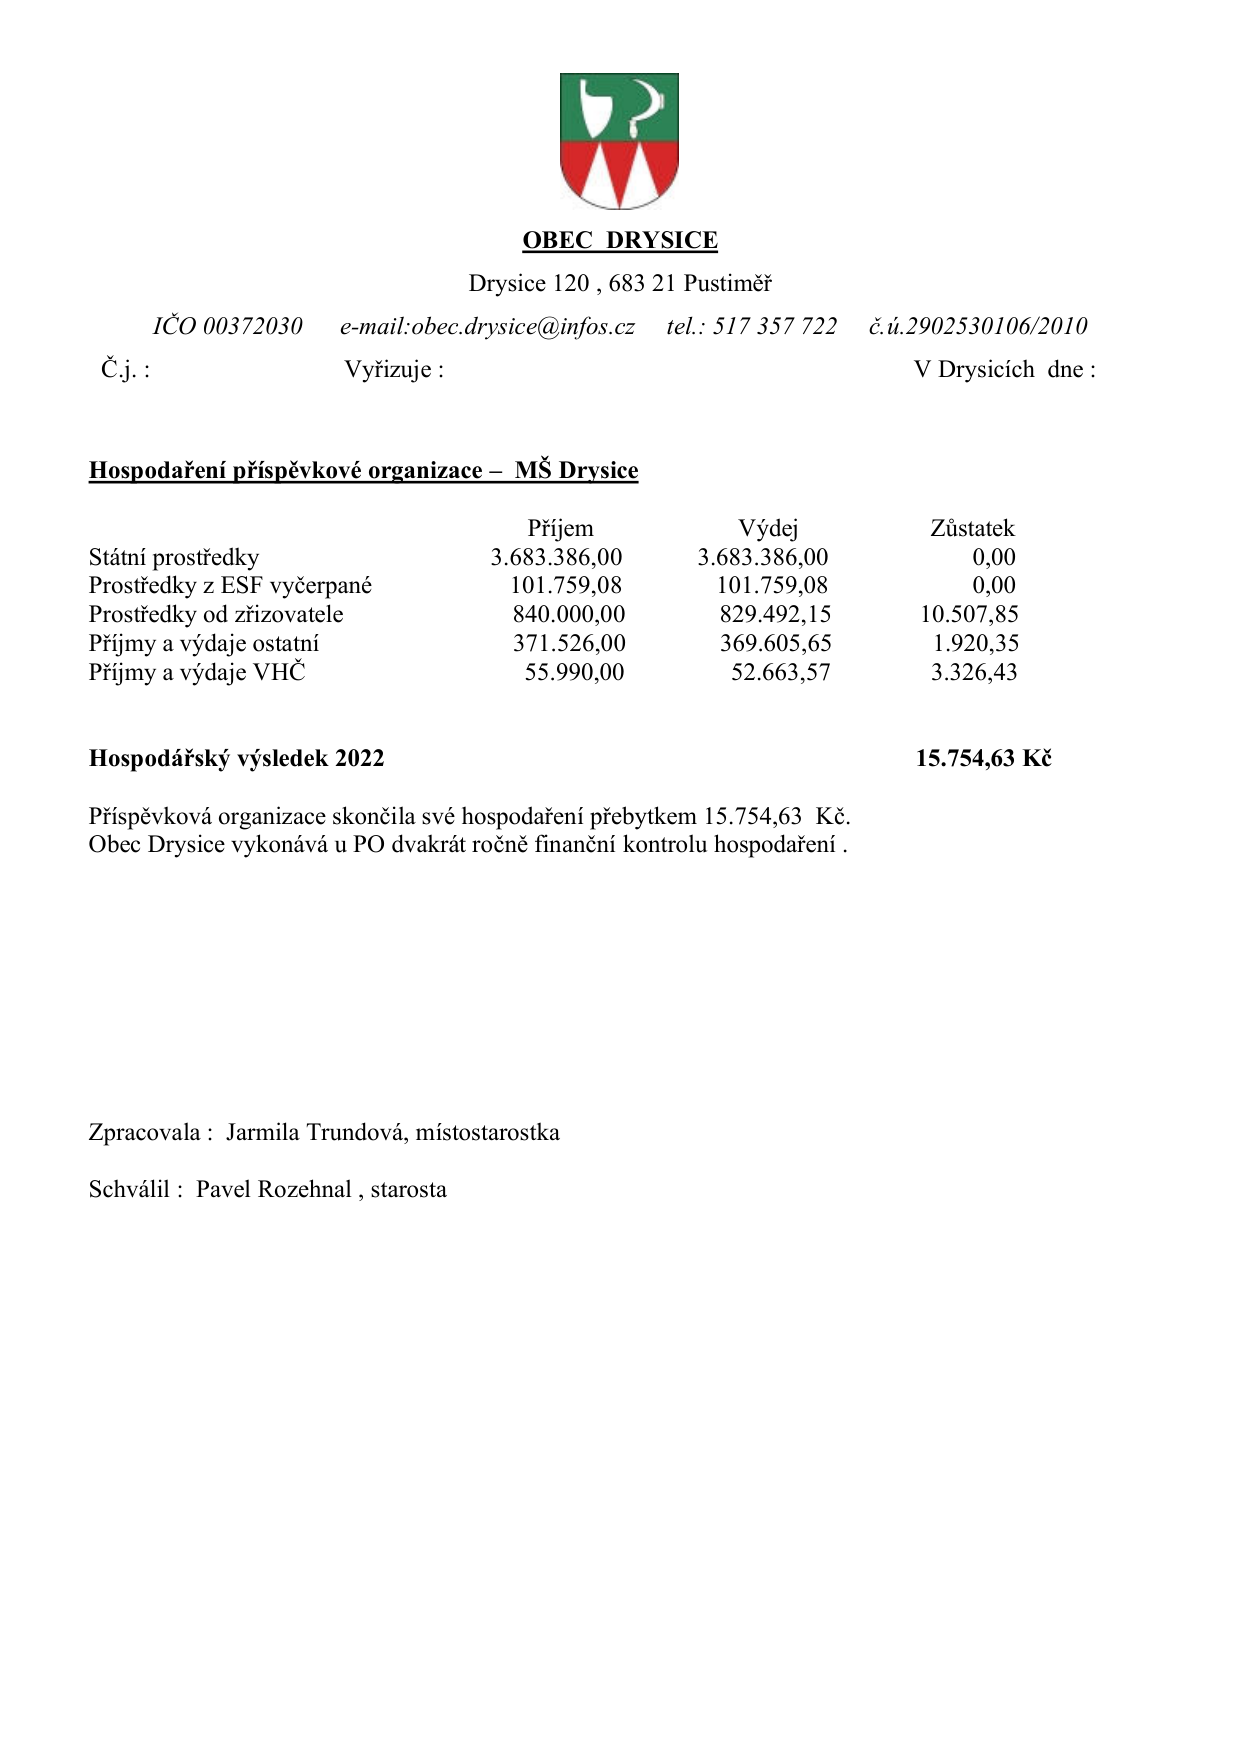 OBEC DRYSICE
Drysice 120 , 683 21 Pustiměř
IČO 00372030 e-mail:obec.drysice@infos.cz tel.: 517 357 722 č.ú.2902530106/2010
Č.j. : Vyřizuje : V Drysicích dne :
Hospodaření příspěvkové organizace – MŠ Drysice
Příjem Výdej Zůstatek
Státní prostředky 3.683.386,00 3.683.386,00 0,00
Prostředky z ESF vyčerpané 101.759,08 101.759,08 0,00
Prostředky od zřizovatele 840.000,00 829.492,15 10.507,85
Příjmy a výdaje ostatní 371.526,00 369.605,65 1.920,35
Příjmy a výdaje VHČ 55.990,00 52.663,57 3.326,43
Hospodářský výsledek 2022 15.754,63 Kč
Příspěvková organizace skončila své hospodaření přebytkem 15.754,63 Kč.
Obec Drysice vykonává u PO dvakrát ročně finanční kontrolu hospodaření .
Zpracovala : Jarmila Trundová, místostarostka
Schválil : Pavel Rozehnal , starosta